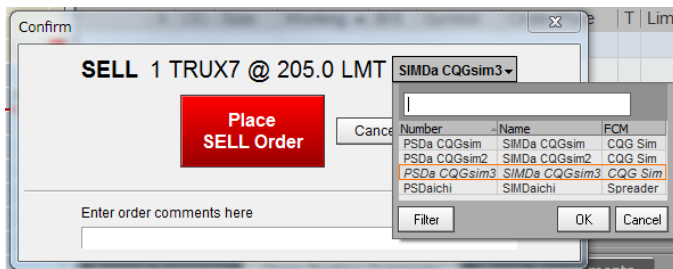 Confirm
T Lim
SELL 1 TRUX7 @ 205.0 LMT SIMDa CQGsim3
Place
SELL Order
Cance
Number Name FCM
PSDa CQGsim SIMDa CQGsim CQG Sim
PSDa CQGsim2 SIMDa CQGsim2 CQG Sim
PSDa CQGsim3 SIMDa CQGsim3 CQG Sim
PSDaichi SIMDaichi Spreader
Enter order comments here
Filter OK Cancel